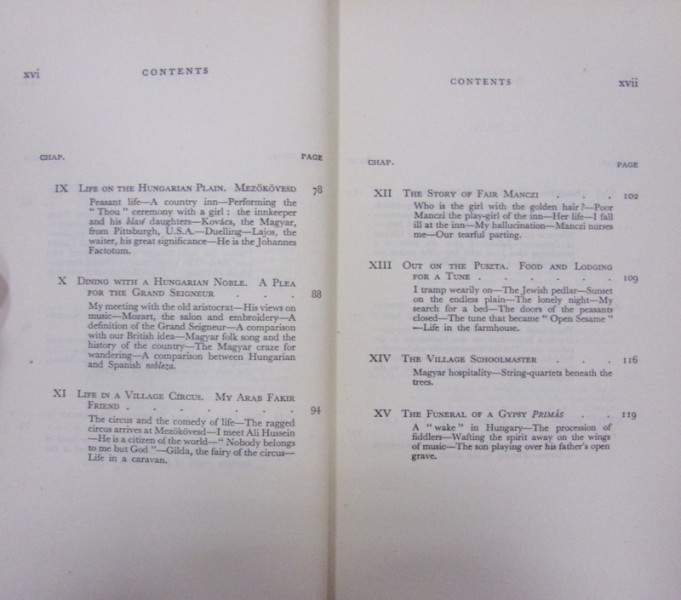 xvi CONTENTS
CHAP. PAGE
IX LIFE ON THE HUNGARIAN PLAIN. MEZŐKÖVESD 78
Peasant life—A country inn—Performing the
"Thou" ceremony with a girl: the innkeeper
and his blasé daughters—Kovács, the Magyar,
from Pittsburg, U.S.A.—Duelling—Lajos, the
waiter, his great significance—He is the Johannes
Factotum.
X DINING WITH A HUNGARIAN NOBLE. A PLEA
FOR THE GRAND SEIGNEUR . . . 88
My meeting with the old aristocrat—His views on
music—Mozart, the salon and embroidery—A
definition of the Grand Seigneur—A comparison
with our British idea—Magyar folk song and the
history of the country—The Magyar craze for
wandering—A comparison between Hungarian
and Spanish nobleza.
XI LIFE IN A VILLAGE CIRCUS. MY ARAB FAKIR
FRIEND . . . . . . . . 94
The circus and the comedy of life—The ragged
circus arrives at Mezőkövesd—I meet Ali Hussein
—He is a citizen of the world—"Nobody belongs
to me but God"—Gilda, the fairy of the circus—
Life in a caravan.
CONTENTS xvii
CHAP. PAGE
XII THE STORY OF FAIR MANCZI . . . 102
Who is the girl with the golden hair?—Poor
Manczi the play-girl of the inn—Her life—I fall
ill at the inn—My hallucination—Manczi nurses
me—Our tearful parting.
XIII OUT ON THE PUSZTA. FOOD AND LODGING
FOR A TUNE . . . . . . 109
I tramp wearily on—The Jewish pedlar—Sunset
on the endless plain—The lonely night—My
search for a bed—The doors of the peasants
closed—The tune that became "Open Sesame"
—Life in the farmhouse.
XIV THE VILLAGE SCHOOLMASTER . . . 116
Magyar hospitality—String-quartets beneath the
trees.
XV THE FUNERAL OF A GYPSY PRIMÁS . . 119
A "wake" in Hungary—The procession of
fiddlers—Wafting the spirit away on the wings
of music—The son playing over his father's open
grave.